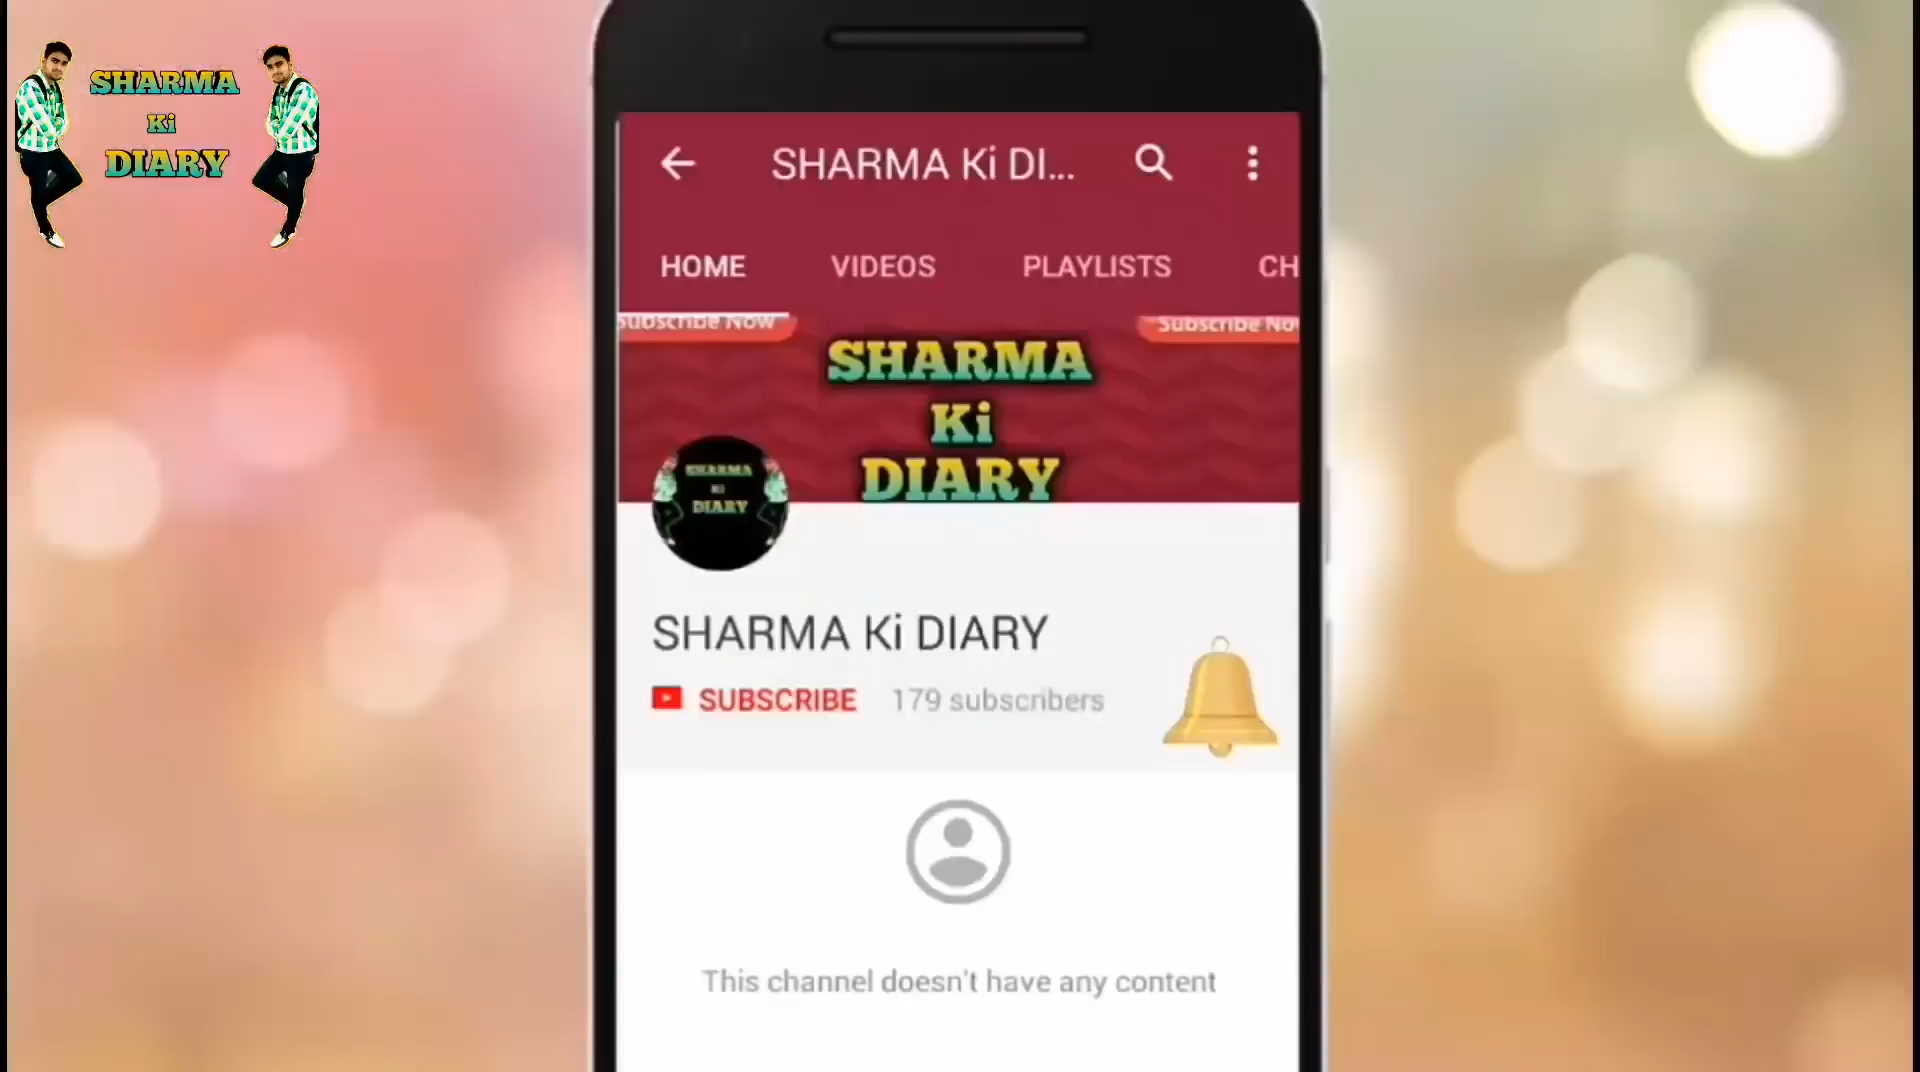 SHARMA
Ki
DIARY
SHARMA Ki DI...
HOME VIDEOS PLAYLISTS CH
Subscribe Now
Subscribe No
SHARMA
Ki
DIARY
SHARMA
Ki
DIARY
SHARMA Ki DIARY
SUBSCRIBE 179 subscribers
This channel doesn't have any content